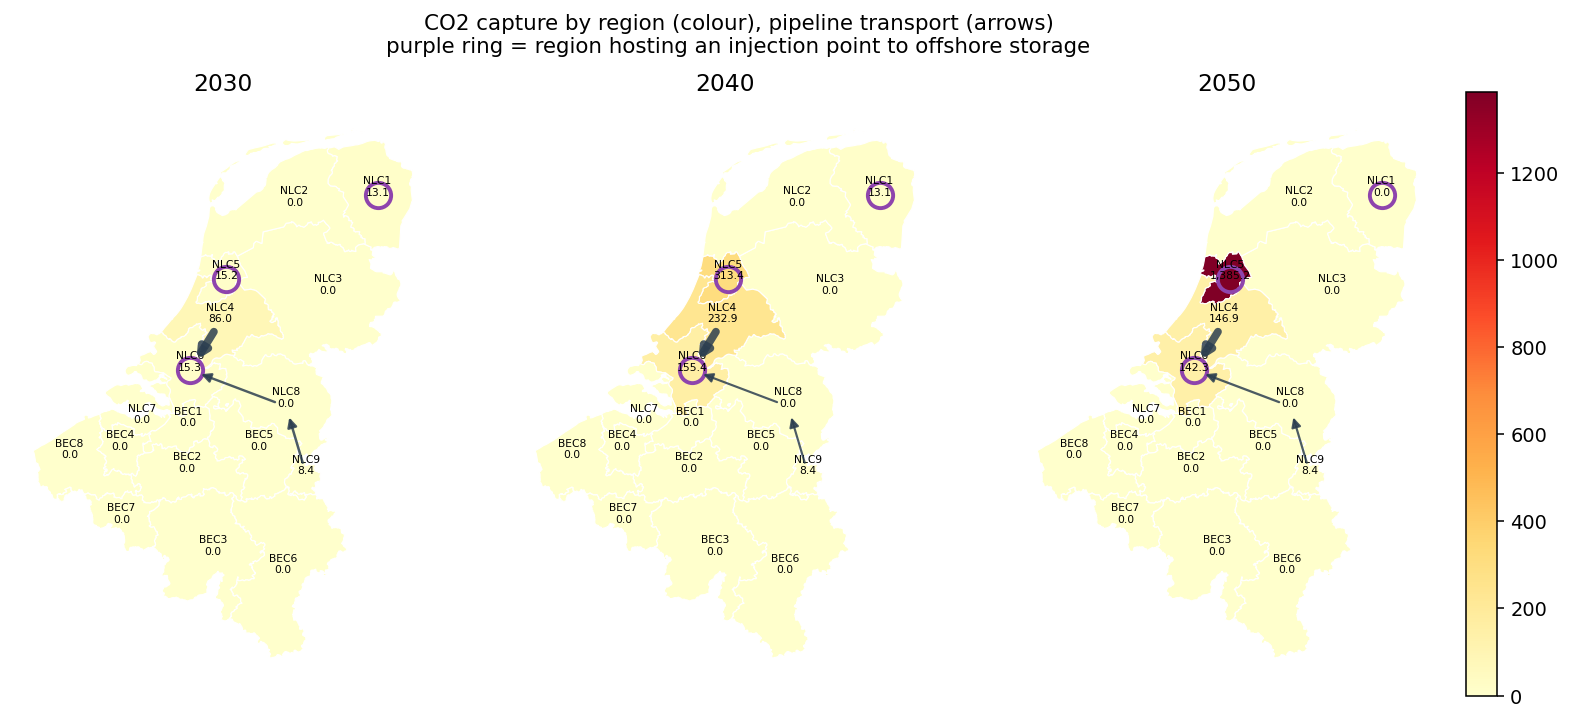 CO2 capture by region (colour), pipeline transport (arrows)
purple ring = region hosting an injection point to offshore storage
2030
NLC1
13.1
NLC2
0.0
NLC5
15.2
NLC3
0.0
NLC4
86.0
15.3
NLC8
0.0
NLC7
0.0
BEC1
0.0
BEC4
0.0
BEC5
0.0
BEC8
0.0
BEC2
0.0
NLC9
8.4
BEC7
0.0
BEC3
0.0
BEC6
0.0
2040
NLC1
13.1
NLC2
0.0
NLC5
313.4
NLC3
0.0
NLC4
232.9
155.4
NLC8
0.0
NLC7
0.0
BEC1
0.0
BEC4
0.0
BEC5
0.0
BEC8
0.0
BEC2
0.0
NLC9
8.4
BEC7
0.0
BEC3
0.0
BEC6
0.0
2050
NLC1
0.0
NLC2
0.0
NLC5
NLC3
0.0
NLC4
146.9
142.3
NLC8
0.0
NLC7
0.0
BEC1
0.0
BEC4
0.0
BEC5
0.0
BEC8
0.0
BEC2
0.0
NLC9
8.4
BEC7
0.0
BEC3
0.0
BEC6
0.0
1200
1000
800
600
400
200
0